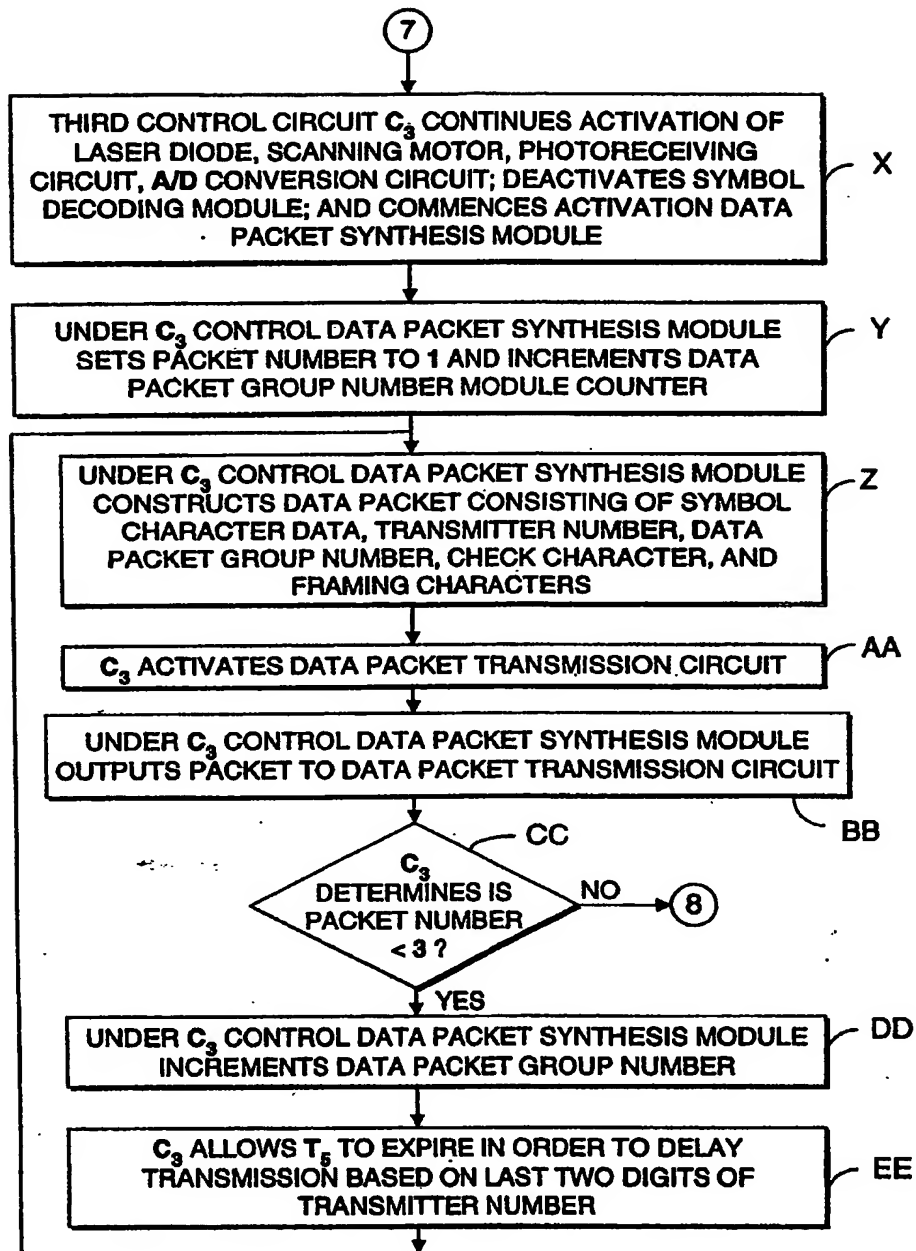 7
THIRD CONTROL CIRCUIT C3 CONTINUES ACTIVATION OF
LASER DIODE, SCANNING MOTOR, PHOTORECEIVING
CIRCUIT, A/D CONVERSION CIRCUIT; DEACTIVATES SYMBOL
DECODING MODULE; AND COMMENCES ACTIVATION DATA
PACKET SYNTHESIS MODULE
X
UNDER C3 CONTROL DATA PACKET SYNTHESIS MODULE
SETS PACKET NUMBER TO 1 AND INCREMENTS DATA
PACKET GROUP NUMBER MODULE COUNTER
Y
UNDER C3 CONTROL DATA PACKET SYNTHESIS MODULE
CONSTRUCTS DATA PACKET CONSISTING OF SYMBOL
CHARACTER DATA, TRANSMITTER NUMBER, DATA
PACKET GROUP NUMBER, CHECK CHARACTER, AND
FRAMING CHARACTERS
Z
C3 ACTIVATES DATA PACKET TRANSMISSION CIRCUIT
AA
UNDER C3 CONTROL DATA PACKET SYNTHESIS MODULE
OUTPUTS PACKET TO DATA PACKET TRANSMISSION CIRCUIT
BB
CC
C3
DETERMINES IS
PACKET NUMBER
< 3 ?
NO
8
YES
UNDER C3 CONTROL DATA PACKET SYNTHESIS MODULE
INCREMENTS DATA PACKET GROUP NUMBER
DD
C3 ALLOWS T5 TO EXPIRE IN ORDER TO DELAY
TRANSMISSION BASED ON LAST TWO DIGITS OF
TRANSMITTER NUMBER
EE